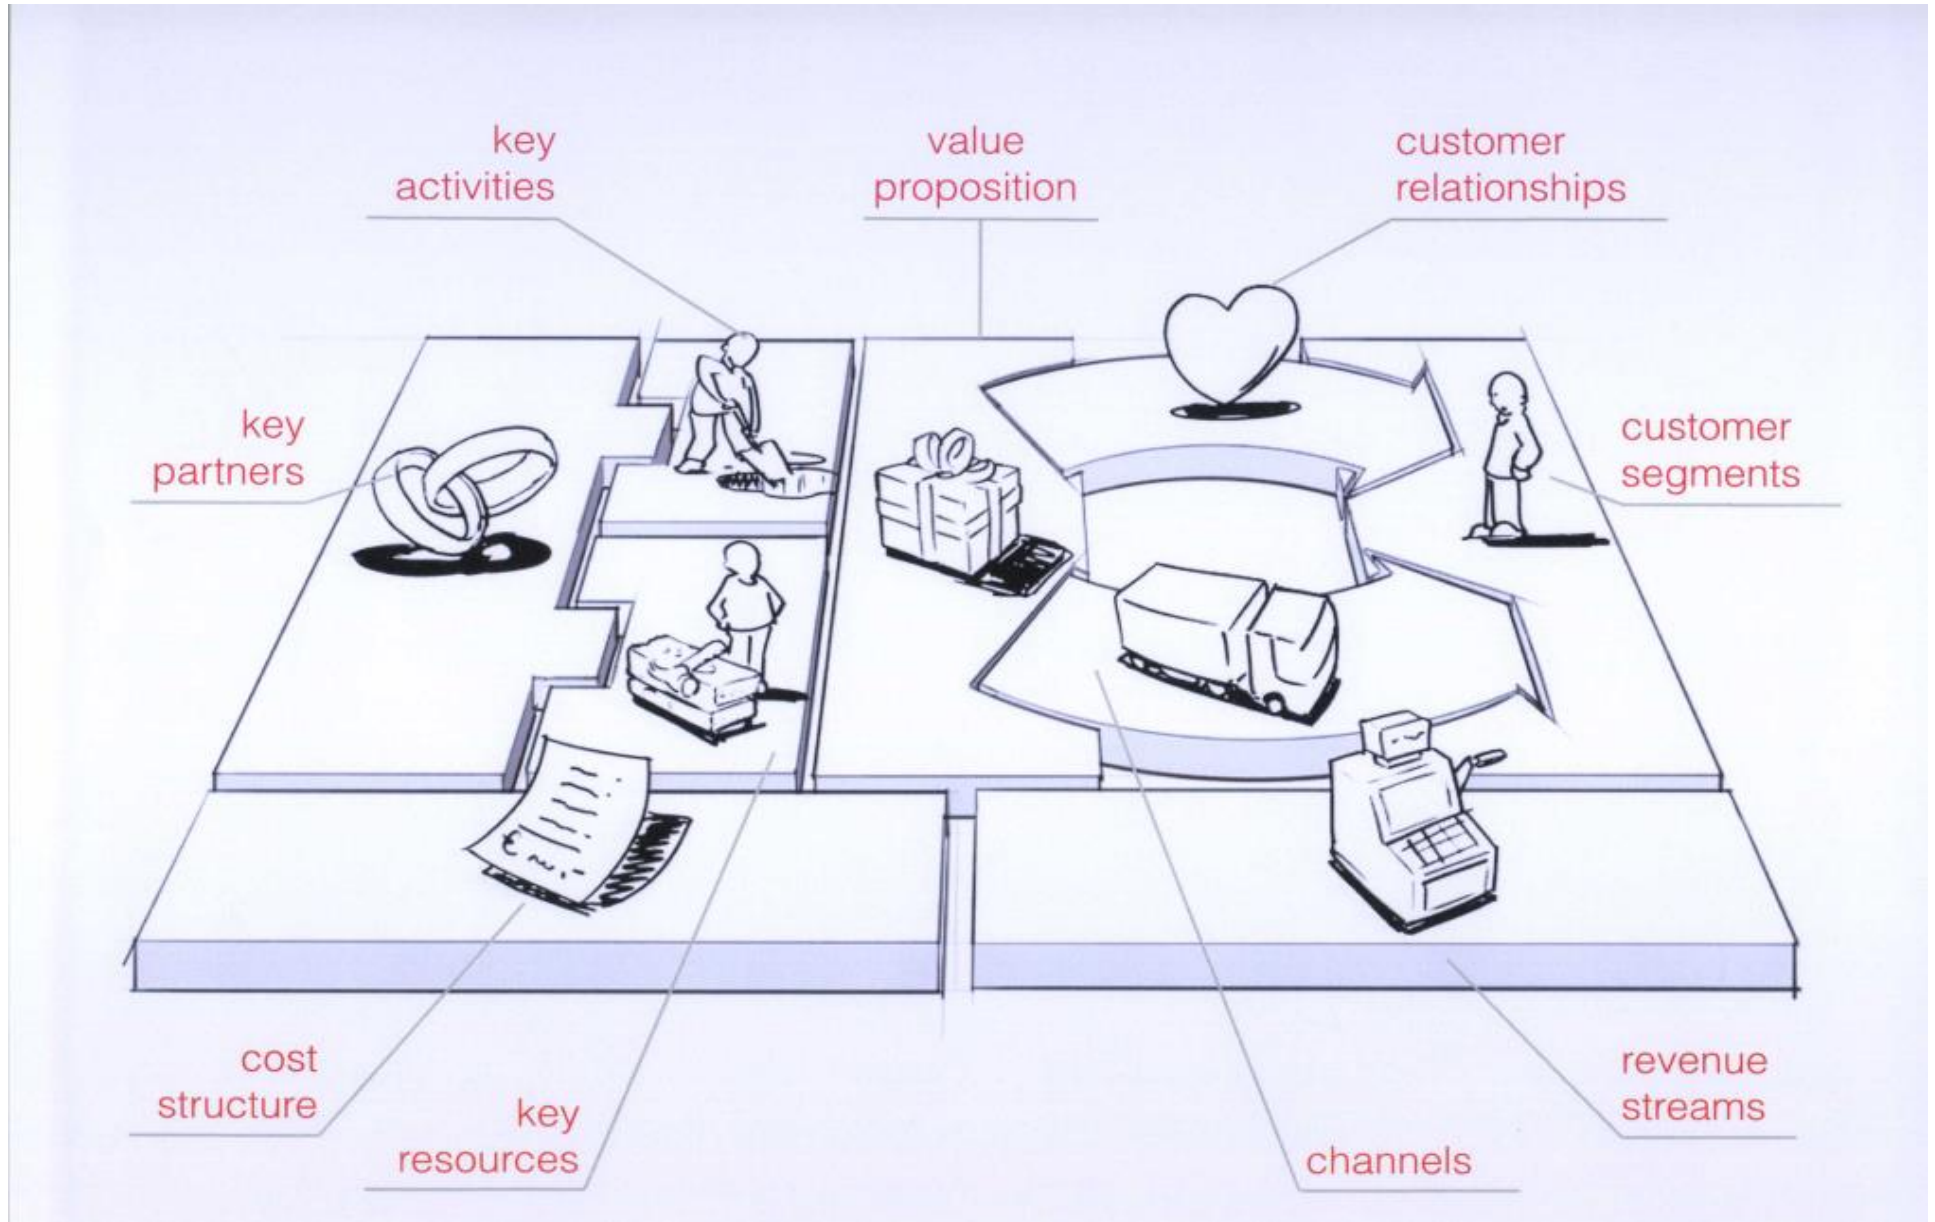 key
activities
value
proposition
customer
relationships
key
partners
customer
segments
cost
structure
key
resources
channels
revenue
streams